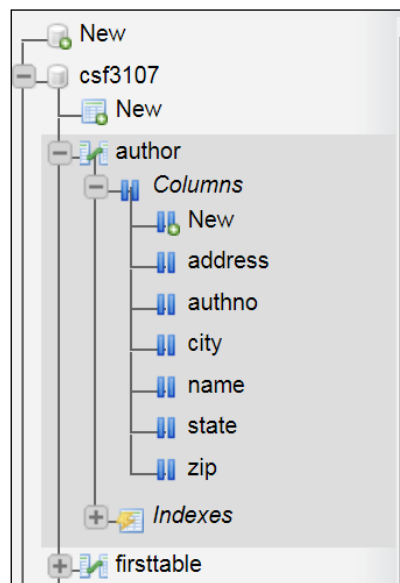 New
csf3107
New
author
Columns
New
address
authno
city
name
state
zip
Indexes
firsttable